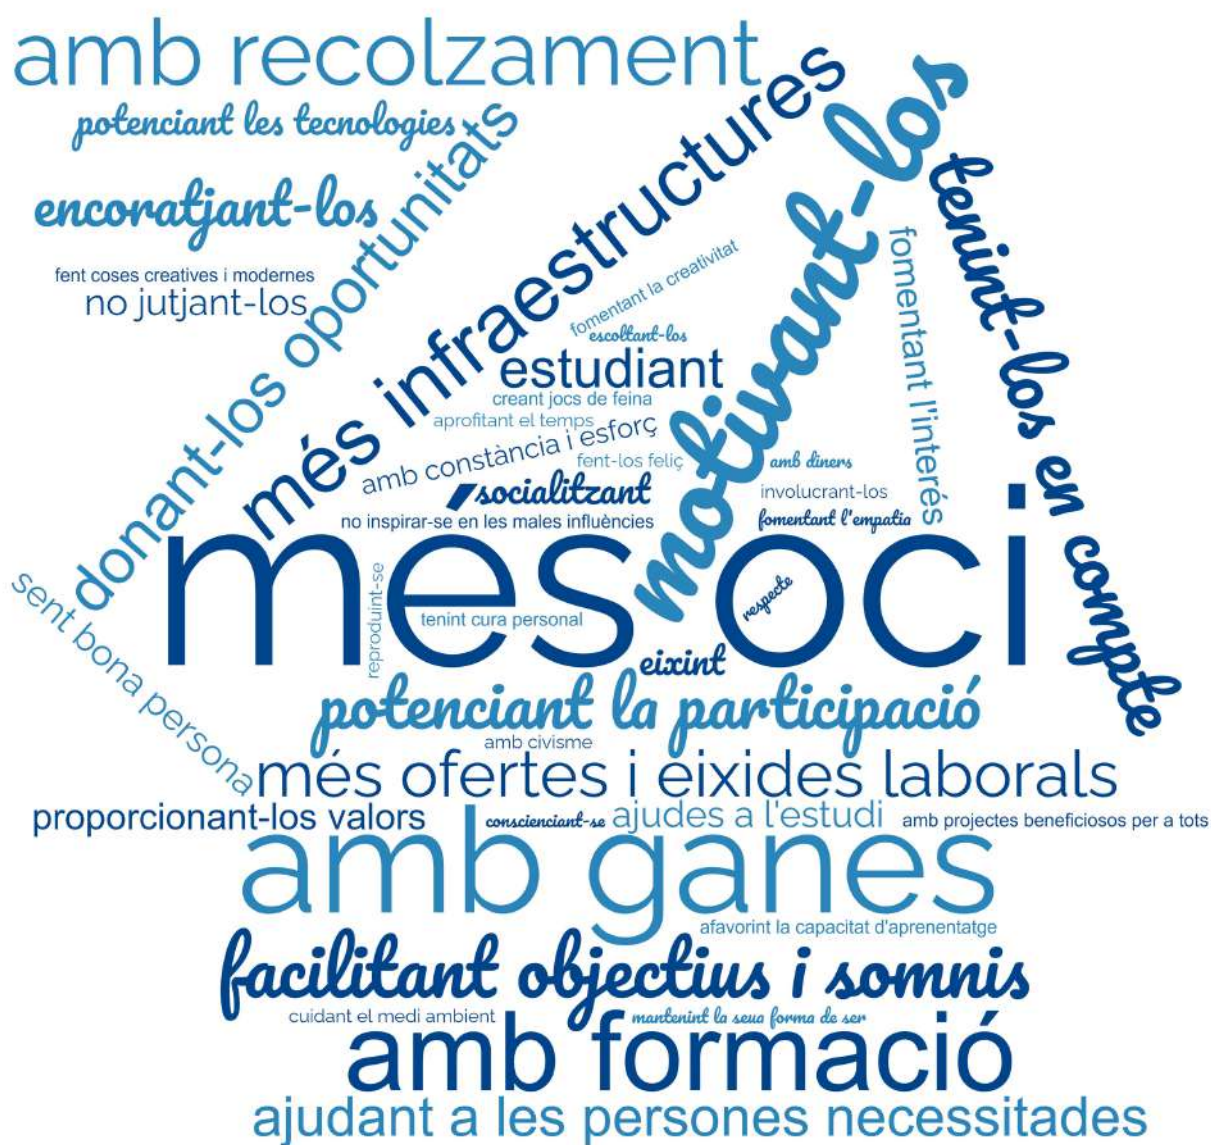 amb recolzament
potenciant les tecnologies
encoratjant-los
fent coses creatives i modernes
no jutjant-los
donant-los oportunitats
més infraestructures
motivant-los
tenint-los en compte
fomentant l'interés
fomentant la creativitat
escoltant-los
estudiant
creant jocs de feina
aprofitant el temps
amb constància i esforç
fent-los feliç
socialitzant
no inspirar-se en les males influències
amb diners
involucrant-los
fomentant l'empatia
més oci
respecte
reproduint-se
tenint cura personal
eixint
sent bona persona
potenciant la participació
amb civisme
més ofertes i eixides laborals
proporcionant-los valors
conscienciant-se
ajudes a l'estudi
amb projectes beneficiosos per a tots
amb ganes
afavorint la capacitat d'aprenentatge
facilitant objectius i somnis
cuidant el medi ambient
mantenint la seua forma de ser
amb formació
ajudant a les persones necessitades